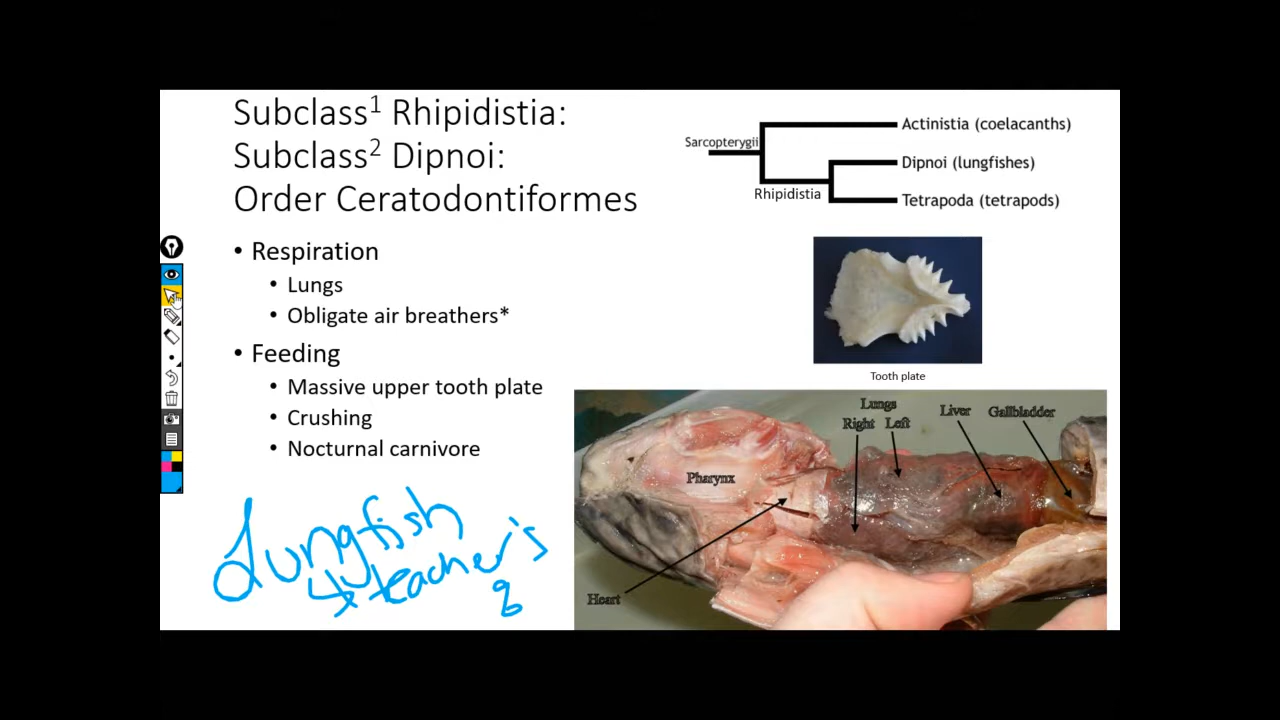 Subclass¹ Rhipidistia:
Subclass² Dipnoi:
Order Ceratodontiformes
• Respiration
• Lungs
• Obligate air breathers*
• Feeding
• Massive upper tooth plate
• Crushing
• Nocturnal carnivore
Lungfish
teacher's
Sarcopterygii
Actinistia (coelacanths)
Dipnoi (lungfishes)
Rhipidistia
Tetrapoda (tetrapods)
Tooth plate
Lungs
Right Left
Liver
Gallbladder
Pharynx
Heart